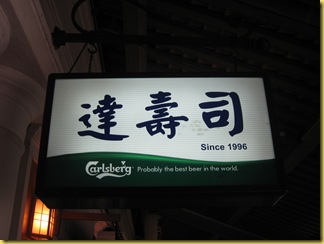 達壽司
Since 1996
Carlsberg Probably the best beer in the world.